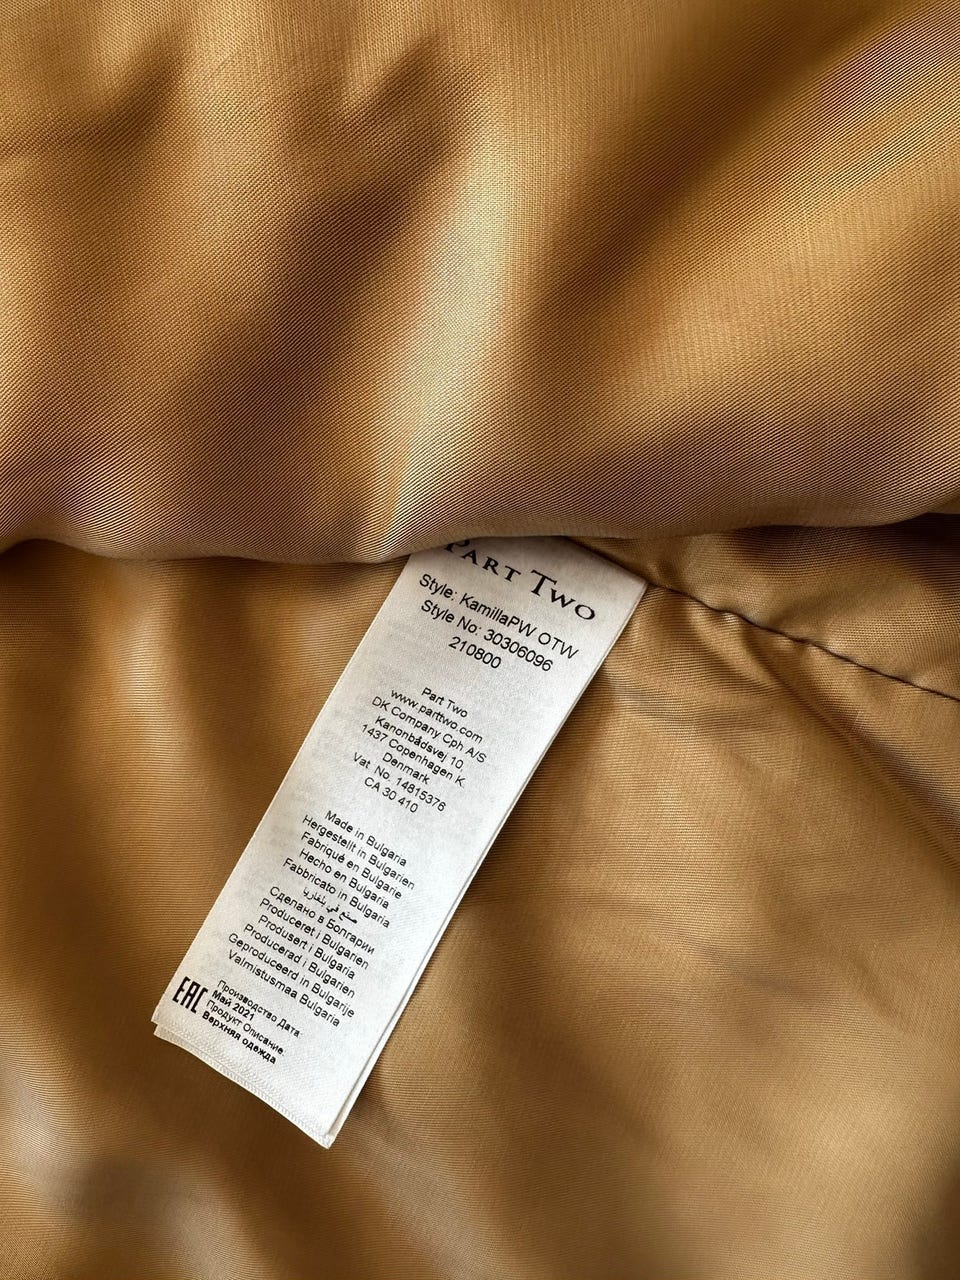 PART TWO
Style: KamillaPW OTW
Style No: 30306096
210800
Part Two
www.parttwo.com
DK Company Cph A/S
Kanonbådsvej 10,
1437 Copenhagen K.
Denmark
Vat. No. 14815376
CA 30 410
Made in Bulgaria
Hergestellt in Bulgarien
Fabriqué en Bulgarie
Hecho en Bulgaria
Fabbricato in Bulgaria
صنع في بلغاريا
Сделано в Болгарии
Produceret i Bulgarien
Produsert i Bulgaria
Producerad i Bulgarien
Geproduceerd in Bulgarije
Valmistusmaa Bulgaria
EAC
Производство Дата:
Май 2021
Продукт Описание:
Верхняя одежда